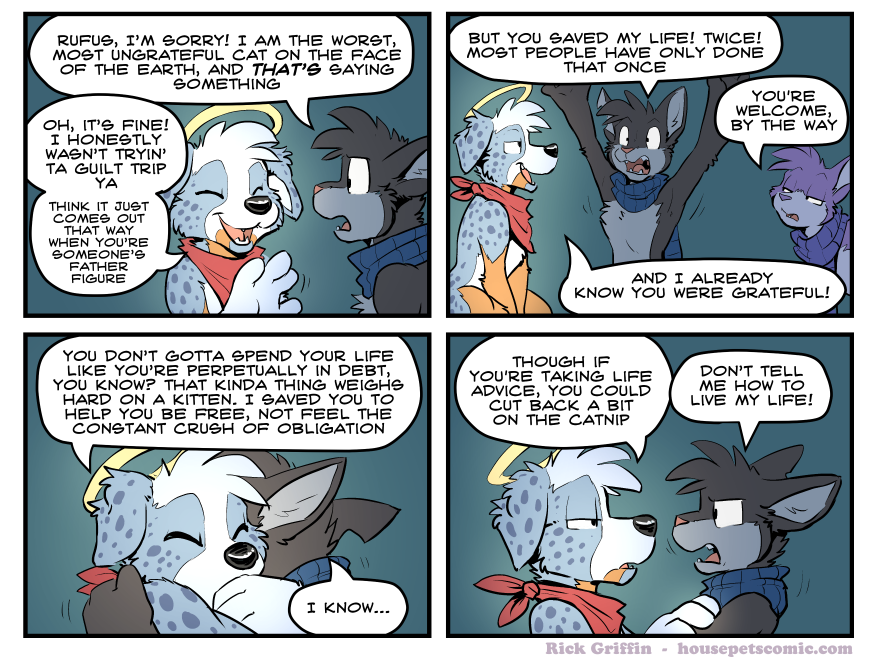 RUFUS, I'M SORRY! I AM THE WORST,
MOST UNGRATEFUL CAT ON THE FACE
OF THE EARTH, AND THAT'S SAYING
SOMETHING
OH, IT'S FINE!
I HONESTLY
WASN'T TRYIN'
TA GUILT TRIP
YA
THINK IT JUST
COMES OUT
THAT WAY
WHEN YOU'RE
SOMEONE'S
FATHER
FIGURE
BUT YOU SAVED MY LIFE! TWICE!
MOST PEOPLE HAVE ONLY DONE
THAT ONCE
YOU'RE
WELCOME,
BY THE WAY
AND I ALREADY
KNOW YOU WERE GRATEFUL!
YOU DON'T GOTTA SPEND YOUR LIFE
LIKE YOU'RE PERPETUALLY IN DEBT,
YOU KNOW? THAT KINDA THING WEIGHS
HARD ON A KITTEN. I SAVED YOU TO
HELP YOU BE FREE, NOT FEEL THE
CONSTANT CRUSH OF OBLIGATION
I KNOW...
THOUGH IF
YOU'RE TAKING LIFE
ADVICE, YOU COULD
CUT BACK A BIT
ON THE CATNIP
DON'T TELL
ME HOW TO
LIVE MY LIFE!
Rick Griffin - housepetscomic.com